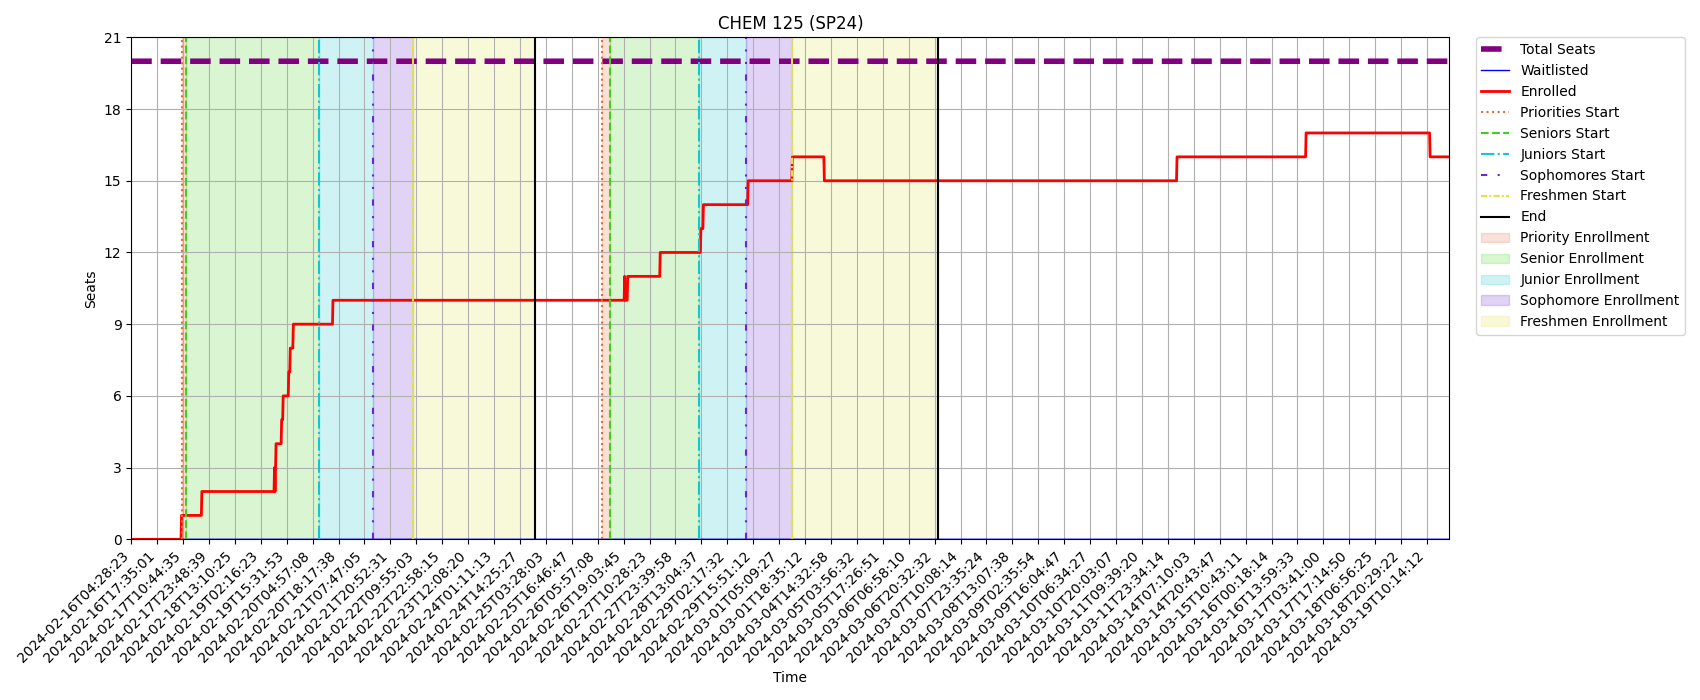 CHEM 125 (SP24)
Seats
21
18
15
12
9
6
3
0
2024-02-16T04:28:23
2024-02-16T17:35:01
2024-02-17T10:44:35
2024-02-17T23:48:39
2024-02-18T13:10:25
2024-02-19T02:16:23
2024-02-19T15:31:53
2024-02-20T04:57:08
2024-02-20T18:17:38
2024-02-21T07:47:05
2024-02-21T20:52:31
2024-02-22T09:55:03
2024-02-22T22:58:15
2024-02-23T12:08:20
2024-02-24T01:11:13
2024-02-24T14:25:27
2024-02-25T03:28:03
2024-02-25T16:46:47
2024-02-26T05:57:08
2024-02-26T19:03:45
2024-02-27T10:28:23
2024-02-27T23:39:58
2024-02-28T13:04:37
2024-02-29T02:17:32
2024-02-29T15:51:12
2024-03-01T05:09:27
2024-03-01T18:35:12
2024-03-04T14:32:58
2024-03-05T03:56:32
2024-03-05T17:26:51
2024-03-06T06:58:10
2024-03-06T20:32:32
2024-03-07T10:08:14
2024-03-07T23:35:24
2024-03-08T13:07:38
2024-03-09T02:35:54
2024-03-09T16:04:47
2024-03-10T06:34:27
2024-03-10T20:03:07
2024-03-11T09:39:20
2024-03-11T23:34:14
2024-03-14T07:10:03
2024-03-14T20:43:47
2024-03-15T10:43:11
2024-03-16T00:18:14
2024-03-16T13:59:33
2024-03-17T03:41:00
2024-03-17T17:14:50
2024-03-18T06:56:25
2024-03-18T20:29:22
2024-03-19T10:14:12
Time
Total Seats
Waitlisted
Enrolled
Priorities Start
Seniors Start
Juniors Start
Sophomores Start
Freshmen Start
End
Priority Enrollment
Senior Enrollment
Junior Enrollment
Sophomore Enrollment
Freshmen Enrollment